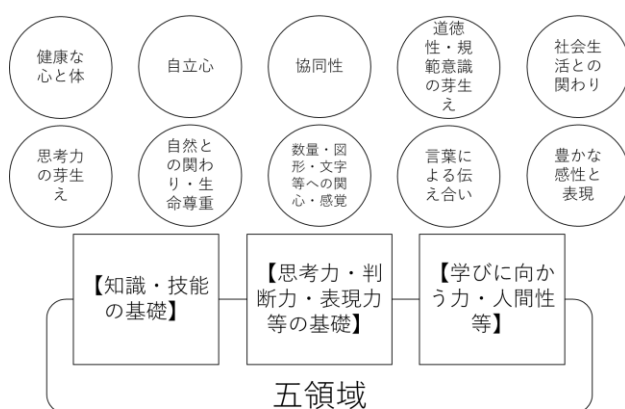 健康な
心と体
自立心
協同性
道徳
性・規
範意識
の芽生
え
社会生
活との
関わり
思考力
の芽生
え
自然と
の関わ
り・生
命尊重
数量・図
形・文字
等への関
心・感覚
言葉に
よる伝
え合い
豊かな
感性と
表現
【知識・技能
の基礎】
【思考力・判
断力・表現力
等の基礎】
【学びに向か
う力・人間性
等】
五領域